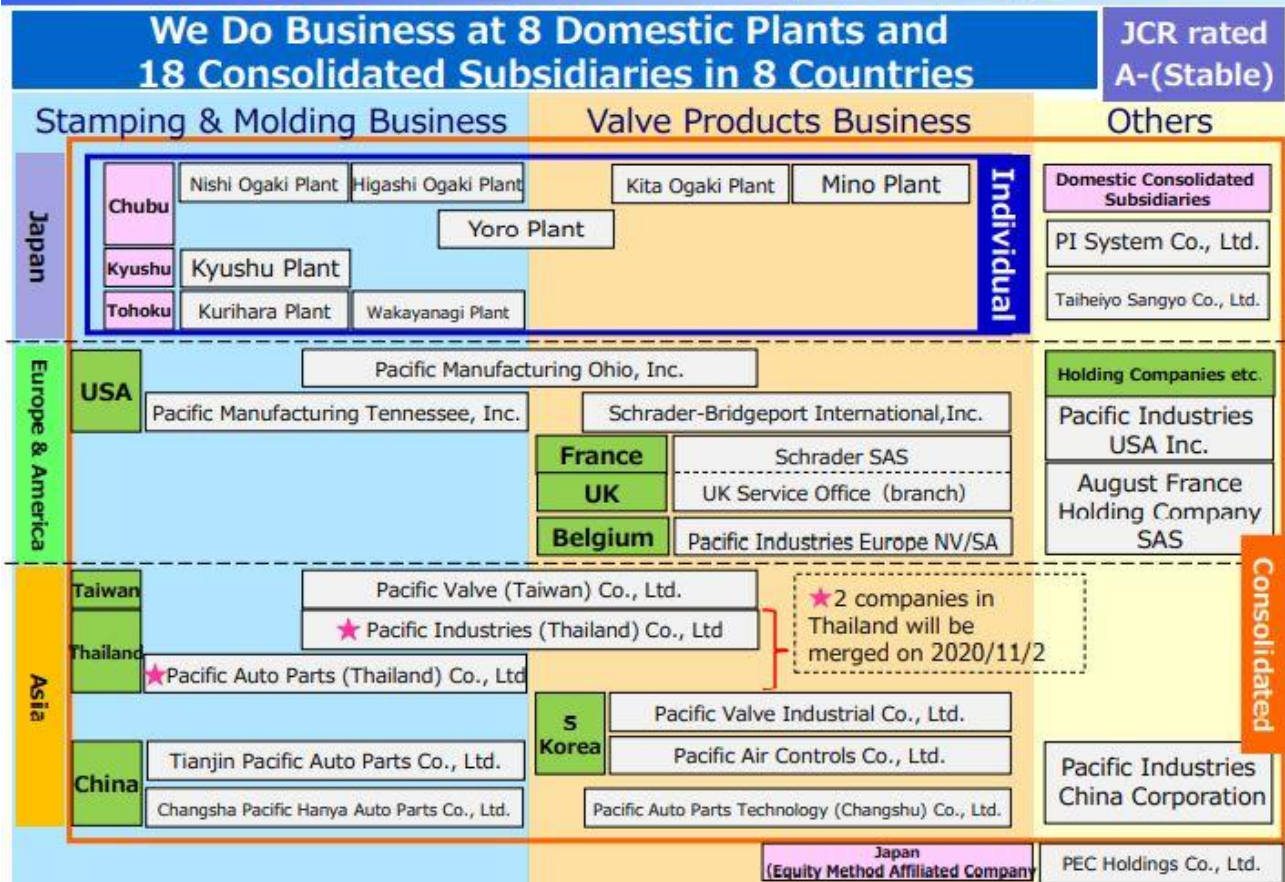 We Do Business at 8 Domestic Plants and
18 Consolidated Subsidiaries in 8 Countries
JCR rated
A-(Stable)
Stamping & Molding Business
Valve Products Business
Others
Japan
Chubu
Nishi Ogaki Plant
Higashi Ogaki Plant
Kita Ogaki Plant
Mino Plant
Yoro Plant
Kyushu
Kyushu Plant
Tohoku
Kurihara Plant
Wakayanagi Plant
Individual
Domestic Consolidated
Subsidiaries
PI System Co., Ltd.
Taiheiyo Sangyo Co., Ltd.
Europe & America
USA
Pacific Manufacturing Ohio, Inc.
Pacific Manufacturing Tennessee, Inc.
Schrader-Bridgeport International,Inc.
France
Schrader SAS
UK
UK Service Office (branch)
Belgium
Pacific Industries Europe NV/SA
Holding Companies etc.
Pacific Industries
USA Inc.
August France
Holding Company
SAS
Asia
Taiwan
Pacific Valve (Taiwan) Co., Ltd.
Thailand
★ Pacific Industries (Thailand) Co., Ltd
★Pacific Auto Parts (Thailand) Co., Ltd
★2 companies in
Thailand will be
merged on 2020/11/2
S
Korea
Pacific Valve Industrial Co., Ltd.
Pacific Air Controls Co., Ltd.
China
Tianjin Pacific Auto Parts Co., Ltd.
Changsha Pacific Hanya Auto Parts Co., Ltd.
Pacific Auto Parts Technology (Changshu) Co., Ltd.
Pacific Industries
China Corporation
Consolidated
Japan
(Equity Method Affiliated Company
PEC Holdings Co., Ltd.